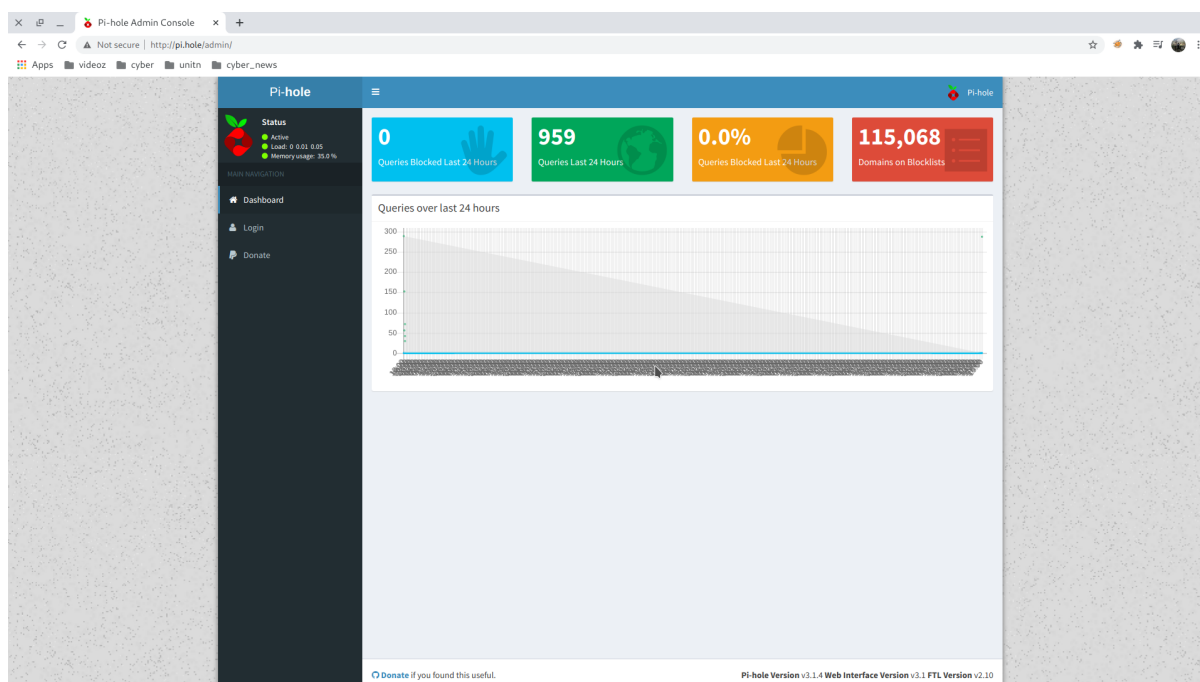 Pi-hole Admin Console
Not secure | http://pi.hole/admin/
Apps videoz cyber unitn cyber_news
Pi-hole
Pi-hole
Status
Active
Load: 0 0.01 0.05
Memory usage: 35.0 %
MAIN NAVIGATION
Dashboard
Login
Donate
0
Queries Blocked Last 24 Hours
959
Queries Last 24 Hours
0.0%
Queries Blocked Last 24 Hours
115,068
Domains on Blocklists
Queries over last 24 hours
300
250
200
150
100
50
0
Donate if you found this useful.
Pi-hole Version v3.1.4 Web Interface Version v3.1 FTL Version v2.10